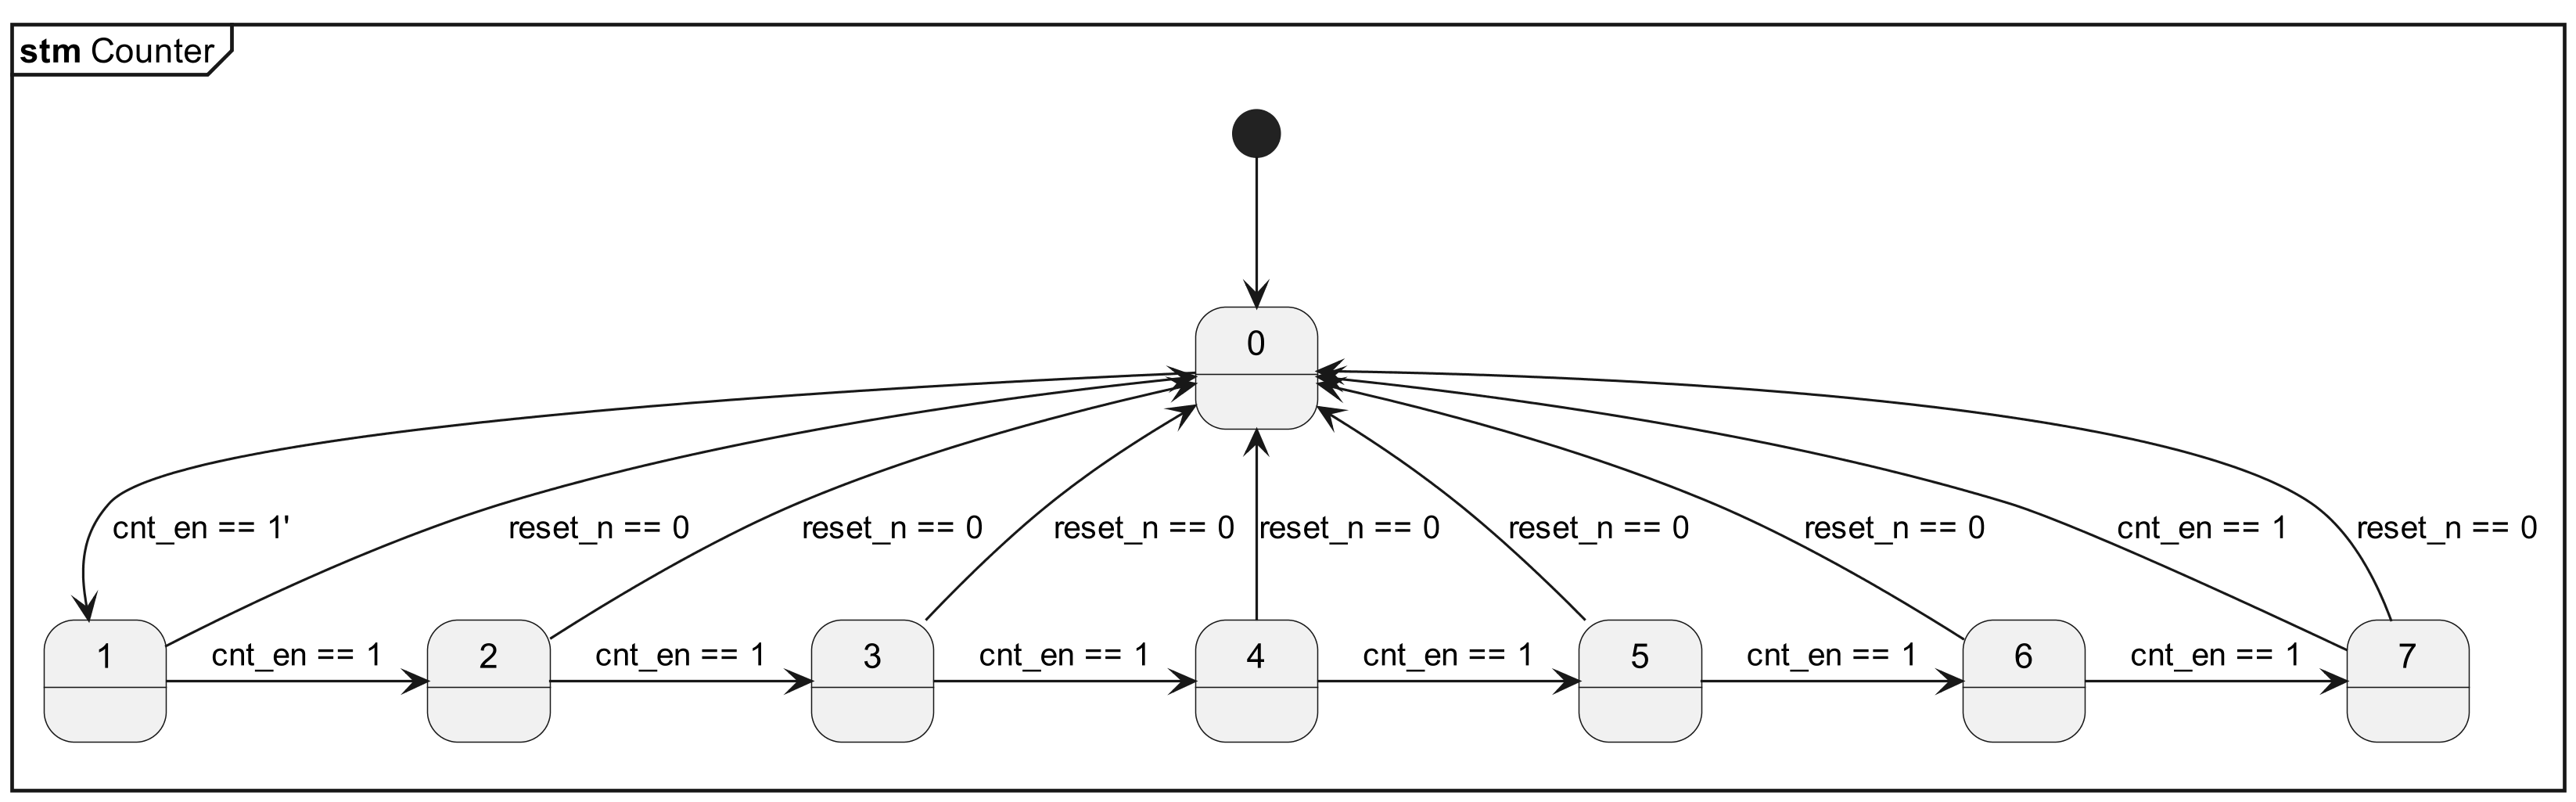 stm Counter
0
cnt_en == 1'
reset_n == 0
reset_n == 0
reset_n == 0
reset_n == 0
reset_n == 0
reset_n == 0
cnt_en == 1
reset_n == 0
1
cnt_en == 1
2
cnt_en == 1
3
cnt_en == 1
4
cnt_en == 1
5
cnt_en == 1
6
cnt_en == 1
7